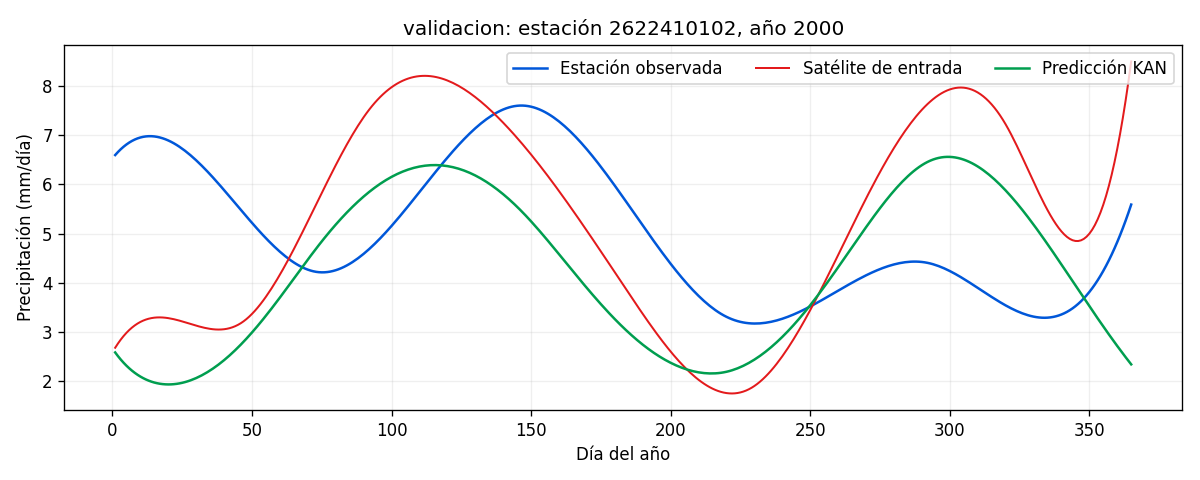 validacion: estación 2622410102, año 2000
Estación observada
Satélite de entrada
Predicción KAN
Precipitación (mm/día)
8
7
6
5
4
3
2
0
50
100
150
200
250
300
350
Día del año